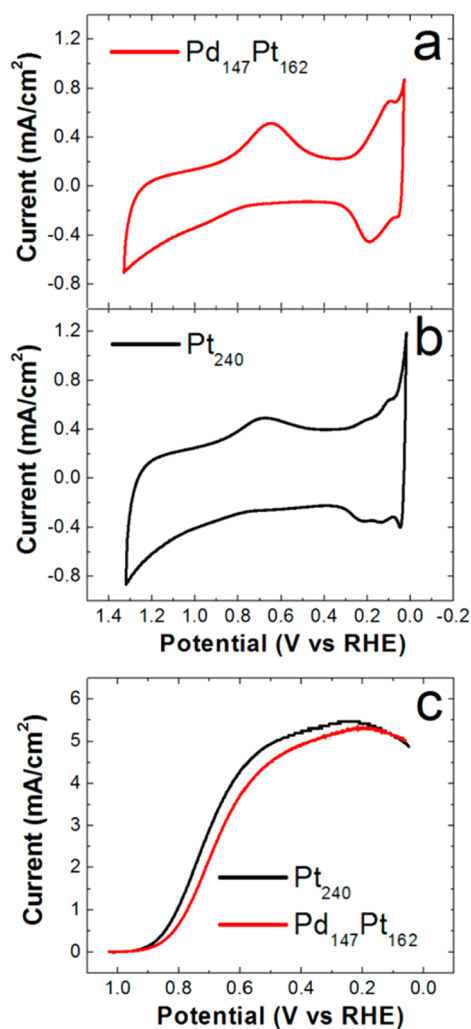 a
Pd₁₄₇Pt₁₆₂
Current (mA/cm²)
1.2
0.8
0.4
0.0
-0.4
-0.8
b
Pt₂₄₀
Current (mA/cm²)
1.2
0.8
0.4
0.0
-0.4
-0.8
1.4 1.2 1.0 0.8 0.6 0.4 0.2 0.0 -0.2
Potential (V vs RHE)
c
Current (mA/cm²)
6
5
4
3
2
1
0
Pt₂₄₀
Pd₁₄₇Pt₁₆₂
1.0 0.8 0.6 0.4 0.2 0.0
Potential (V vs RHE)